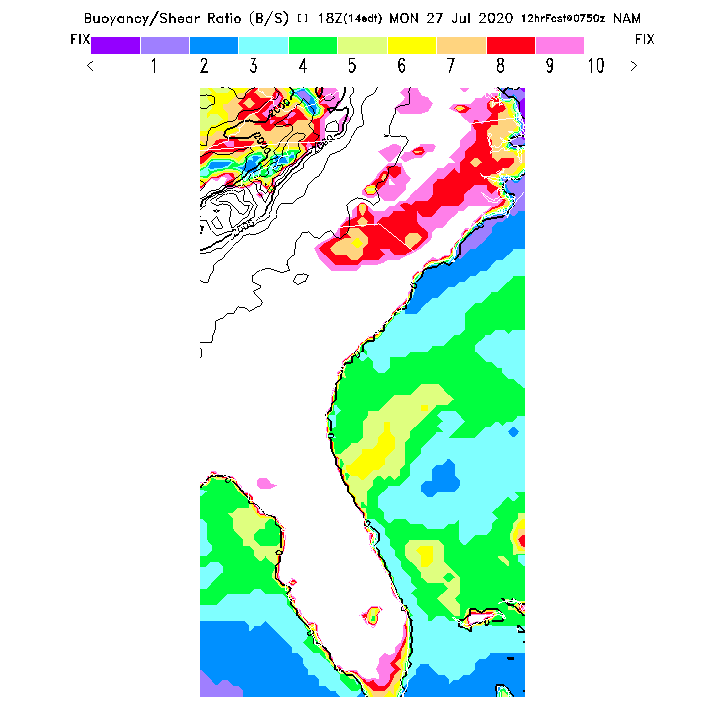 Buoyancy/Shear Ratio (B/S) [] 18Z(14edt) MON 27 Jul 2020 12hrFcst@0750z NAM
FIX FIX
< 1 2 3 4 5 6 7 8 9 10 >